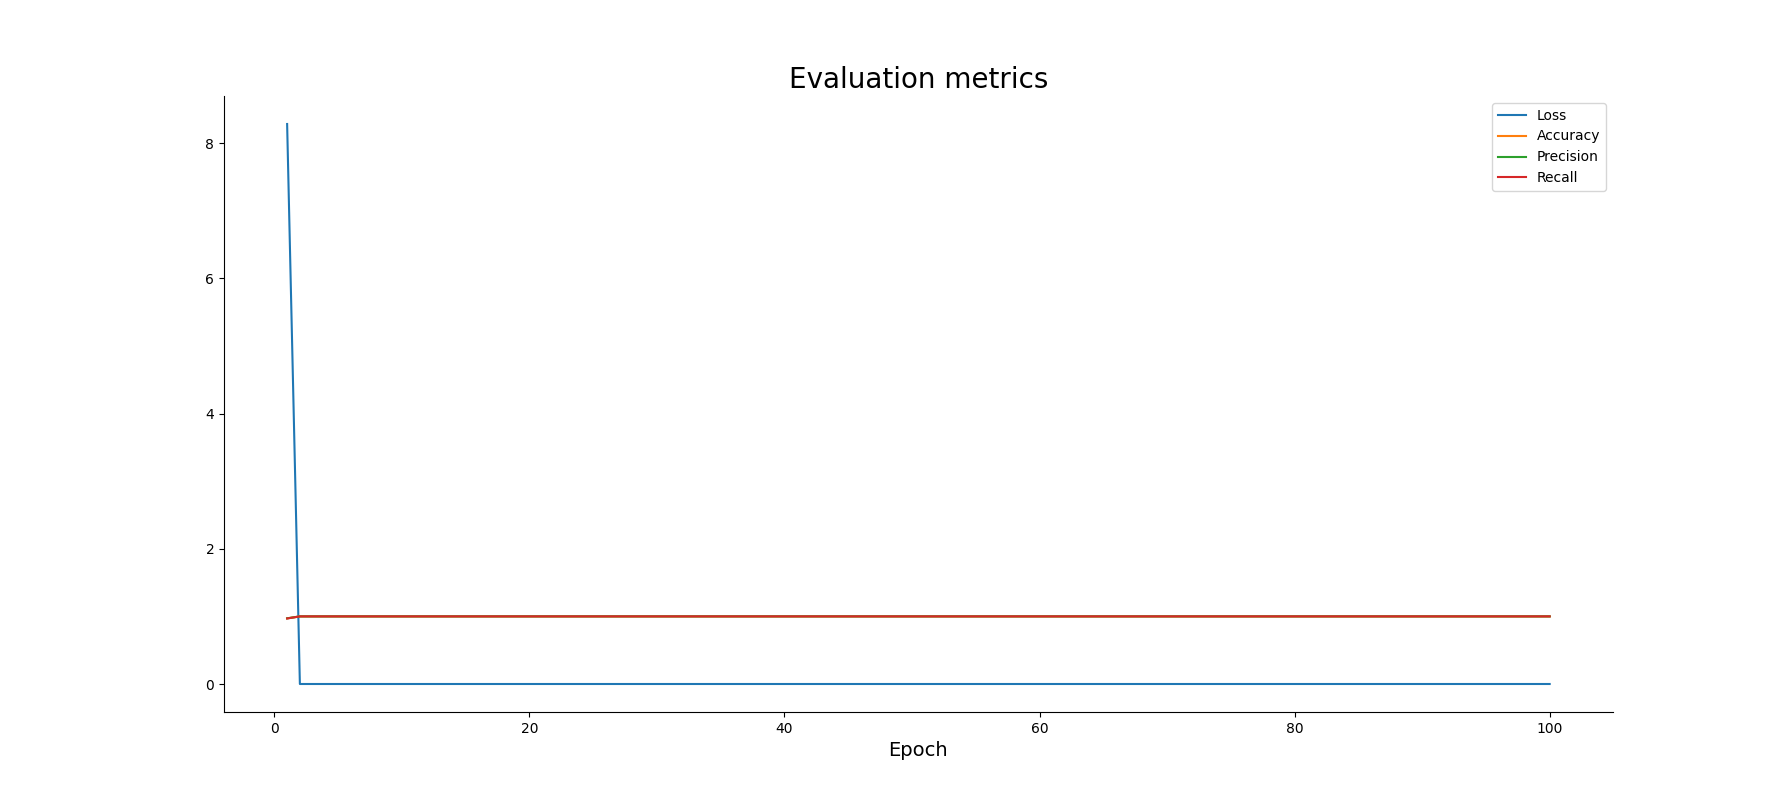 Evaluation metrics
Loss
Accuracy
Precision
Recall
8
6
4
2
0
0 20 40 60 80 100
Epoch